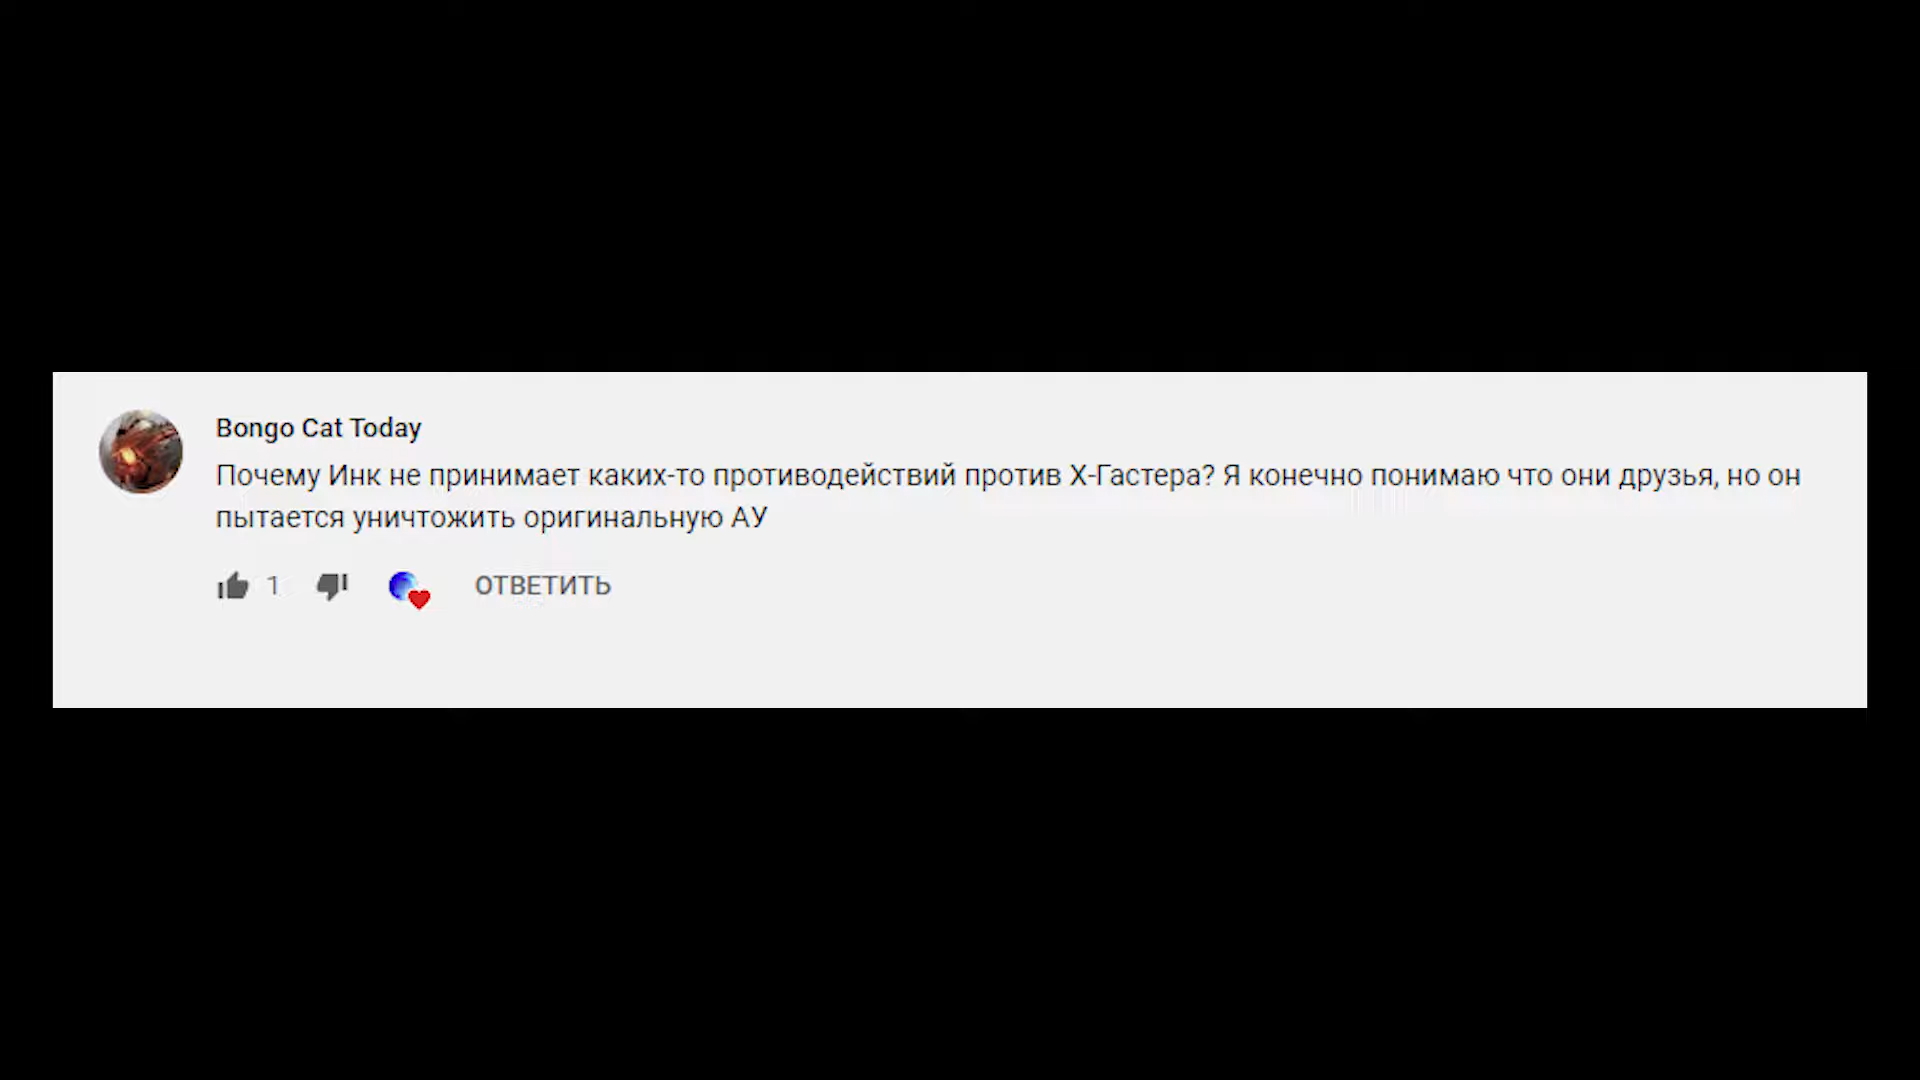 Bongo Cat Today
Почему Инк не принимает каких-то противодействий против Х-Гастера? Я конечно понимаю что они друзья, но он
пытается уничтожить оригинальную АУ
1 ОТВЕТИТЬ